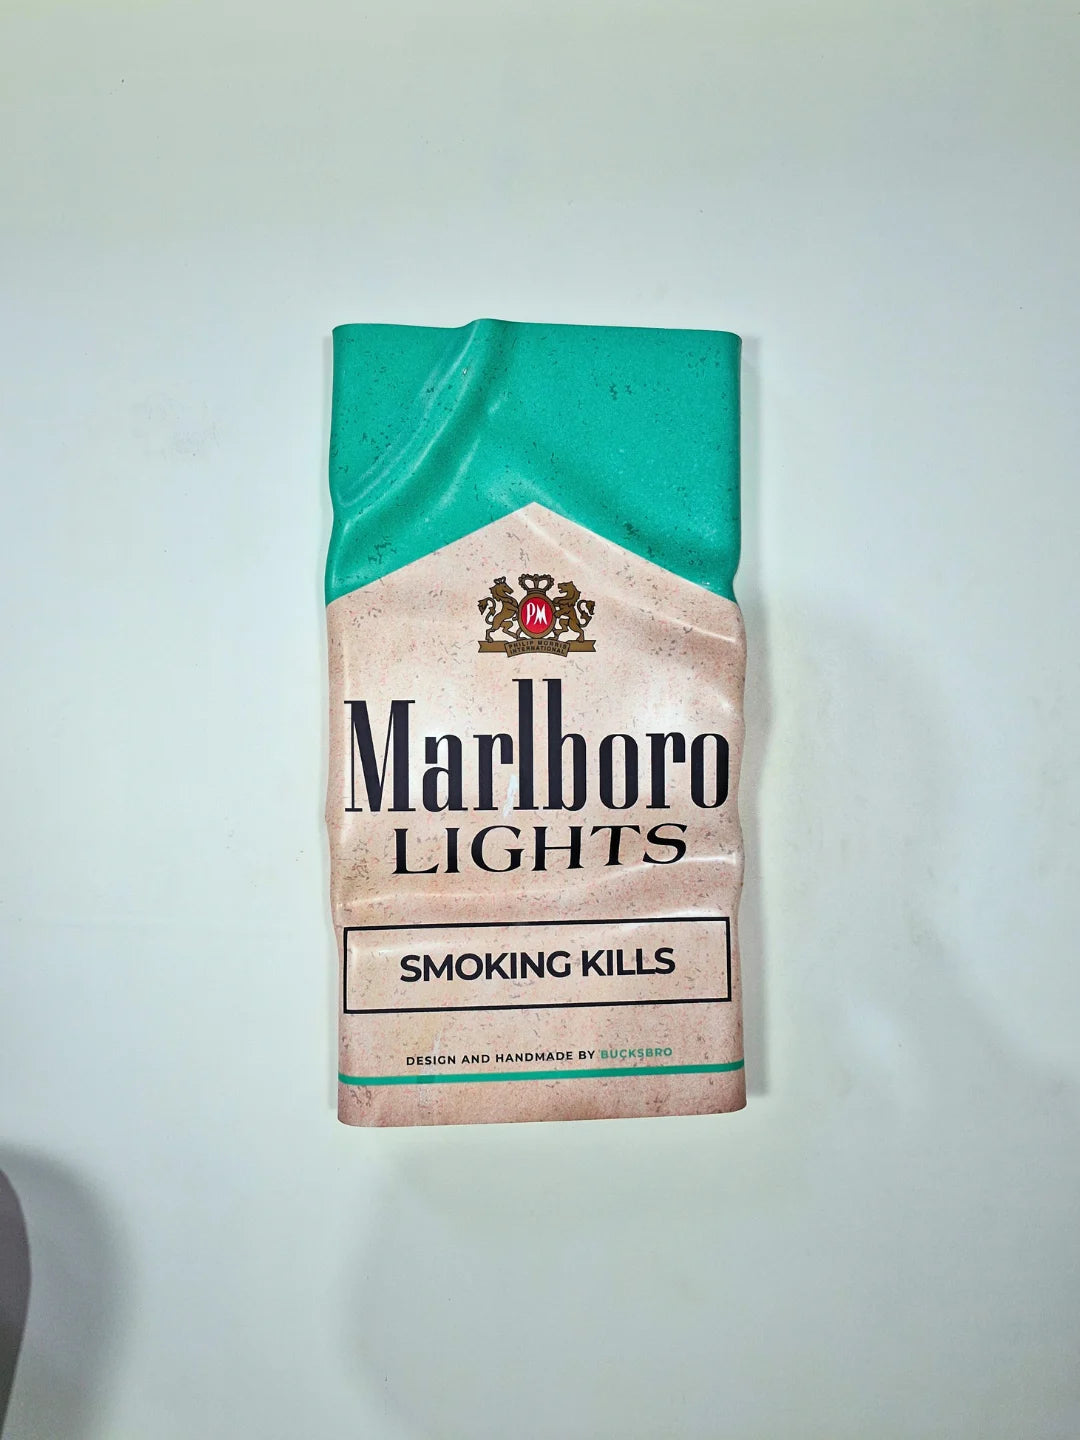 PM
PHILIP MORRIS
INTERNATIONAL
Marlboro
LIGHTS
SMOKING KILLS
DESIGN AND HANDMADE BY BUCKSBRO